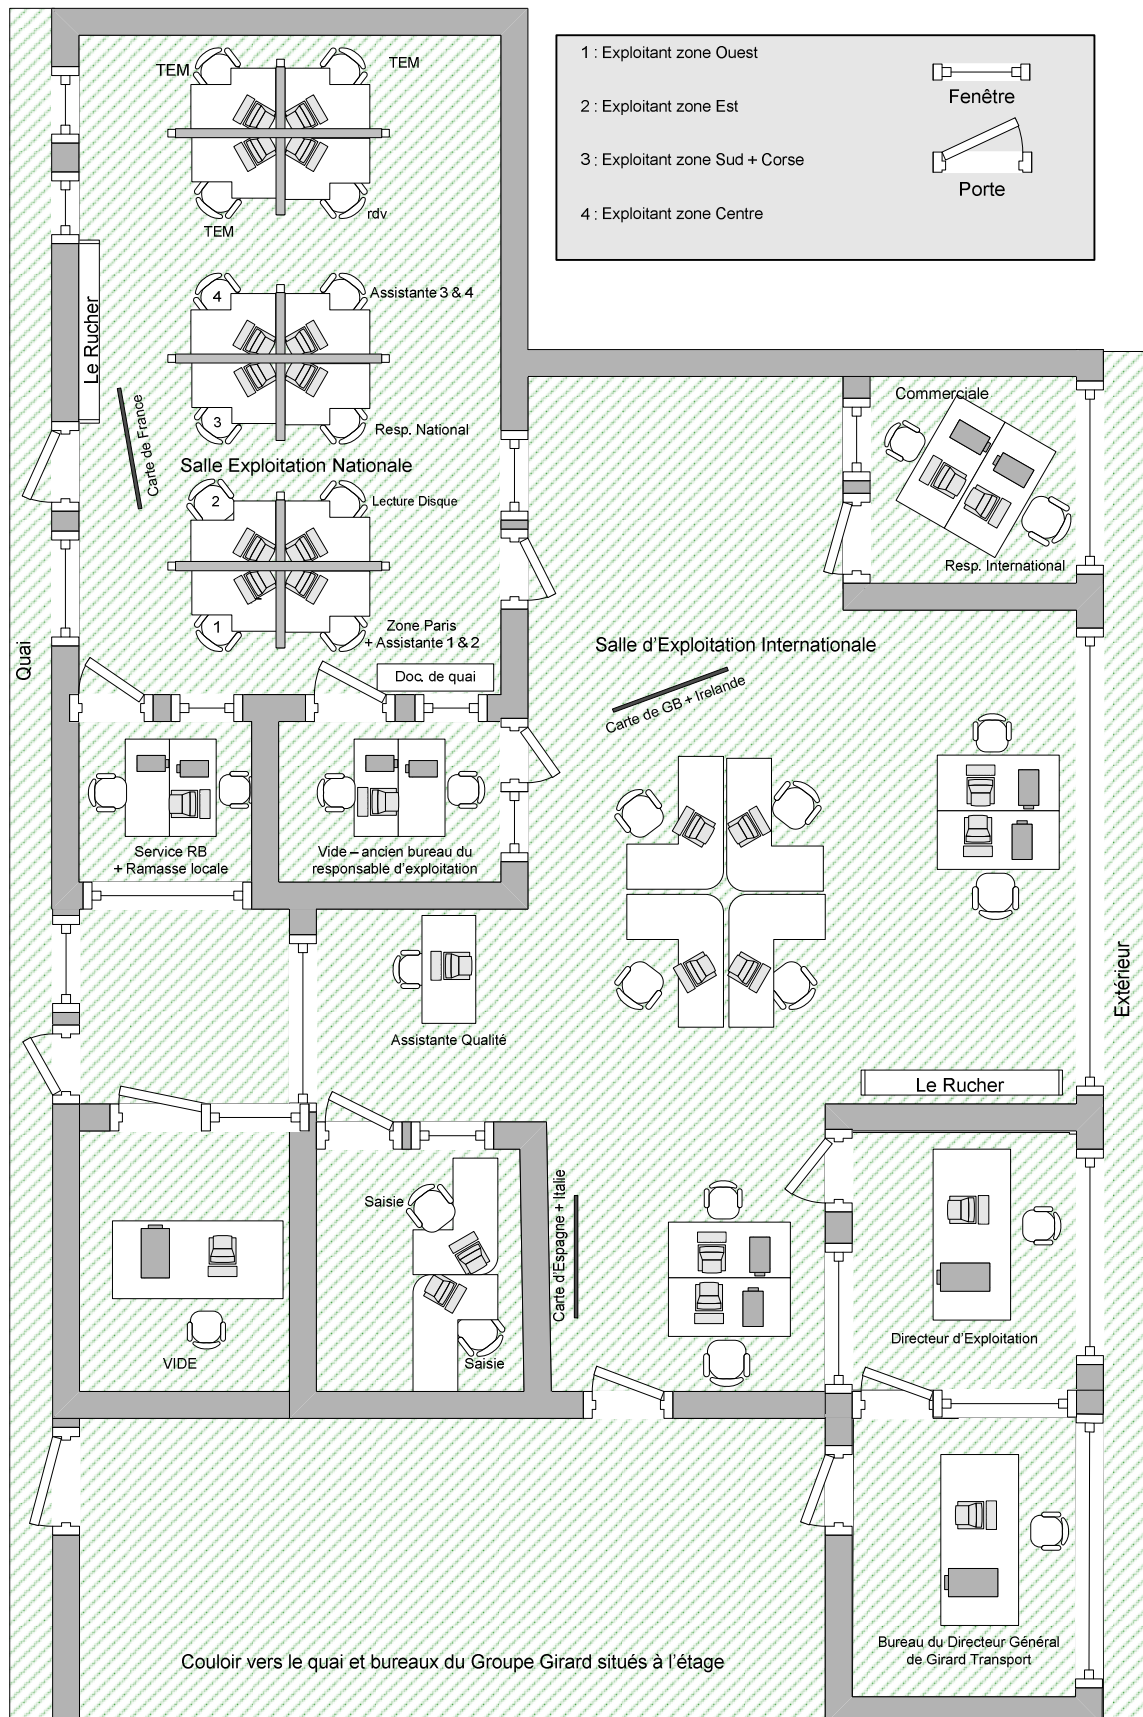 1 : Exploitant zone Ouest
2 : Exploitant zone Est
3 : Exploitant zone Sud + Corse
4 : Exploitant zone Centre
Fenêtre
Porte
TEM
TEM
TEM
rdv
Le Rucher
4
Assistante 3 & 4
Carte de France
3
Resp. National
Salle Exploitation Nationale
2
Lecture Disque
1
Zone Paris
+ Assistante 1 & 2
Doc. de quai
Quai
Commerciale
Resp. International
Salle d'Exploitation Internationale
Carte de GB + Irelande
Service RB
+ Ramasse locale
Vide – ancien bureau du
responsable d'exploitation
Extérieur
Assistante Qualité
Le Rucher
Saisie
Saisie
VIDE
Carte d'Espagne + Italie
Directeur d'Exploitation
Bureau du Directeur Général
de Girard Transport
Couloir vers le quai et bureaux du Groupe Girard situés à l'étage